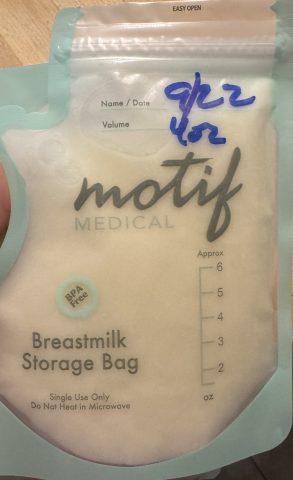 EASY OPEN
Name / Date 9/22
Volume 4oz
motif
MEDICAL
Approx
6
5
4
3
2
oz
BPA
Free
Breastmilk
Storage Bag
Single Use Only
Do Not Heat in Microwave